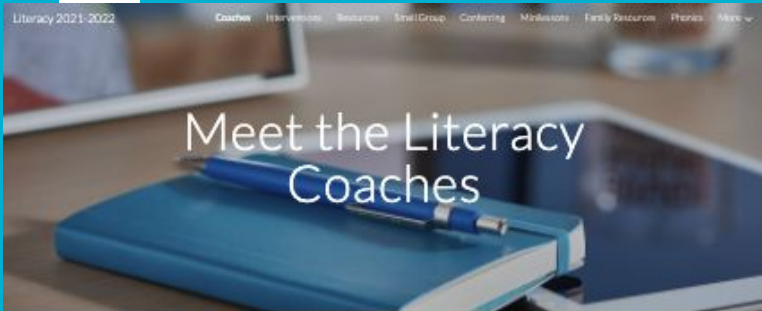 Literacy 2021-2022
Coaches Interventions Resources Small Group Conferring Minilessons Family Resources Phonics More
Meet the Literacy
Coaches